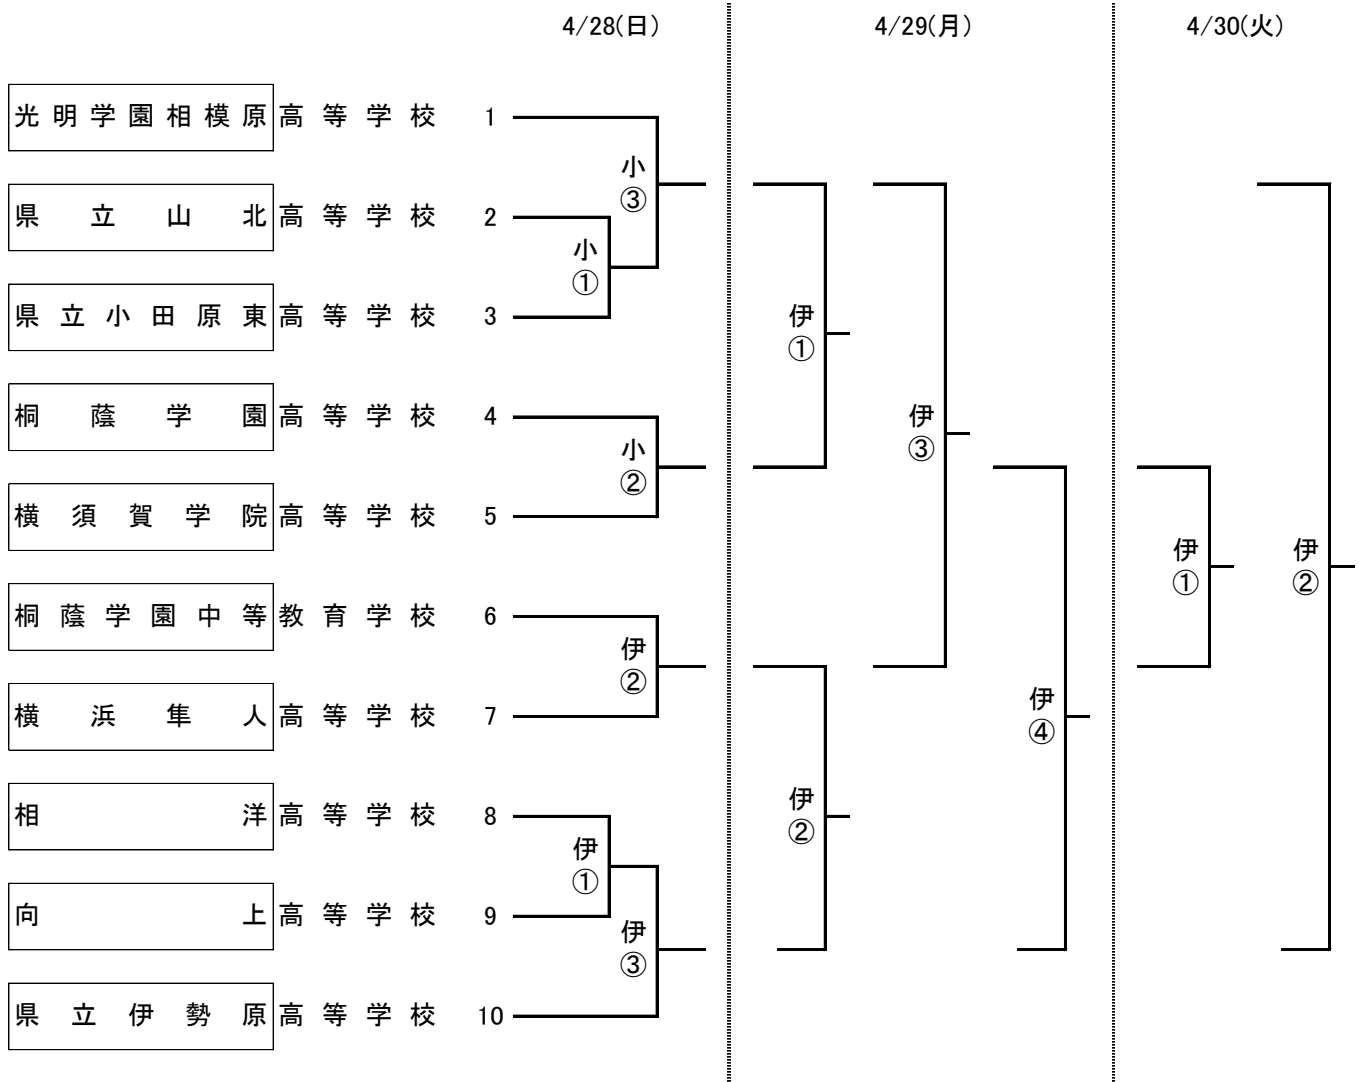 4/28(日) 4/29(月) 4/30(火)
光明学園相模原高等学校 1
小
③
県立山北高等学校 2
小
①
県立小田原東高等学校 3
伊
①
桐蔭学園高等学校 4
小
②
伊
③
横須賀学院高等学校 5
伊
①
伊
②
桐蔭学園中等教育学校 6
伊
②
横浜隼人高等学校 7
伊
④
相洋高等学校 8
伊
②
伊
①
向上高等学校 9
伊
③
県立伊勢原高等学校 10